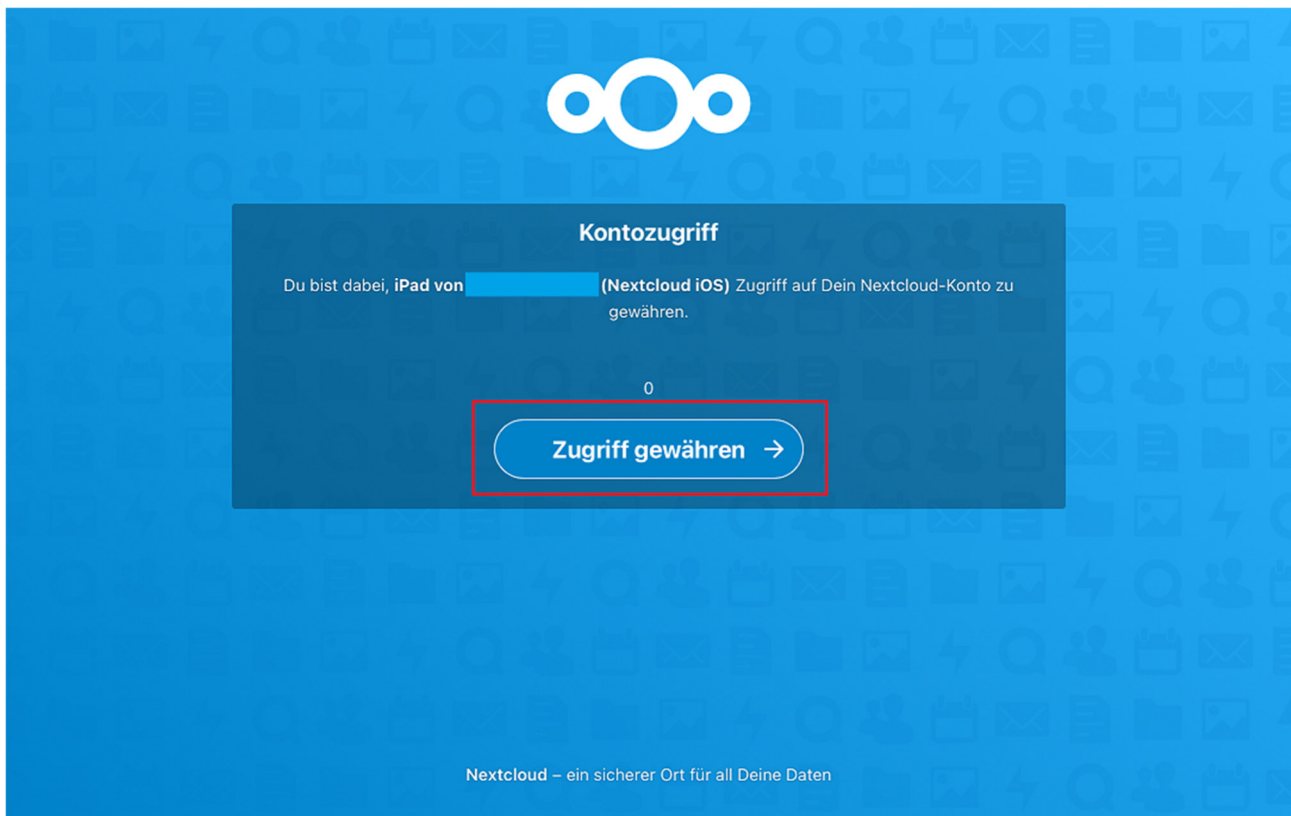 Kontozugriff
Du bist dabei, iPad von (Nextcloud iOS) Zugriff auf Dein Nextcloud-Konto zu
gewähren.
0
Zugriff gewähren →
Nextcloud – ein sicherer Ort für all Deine Daten